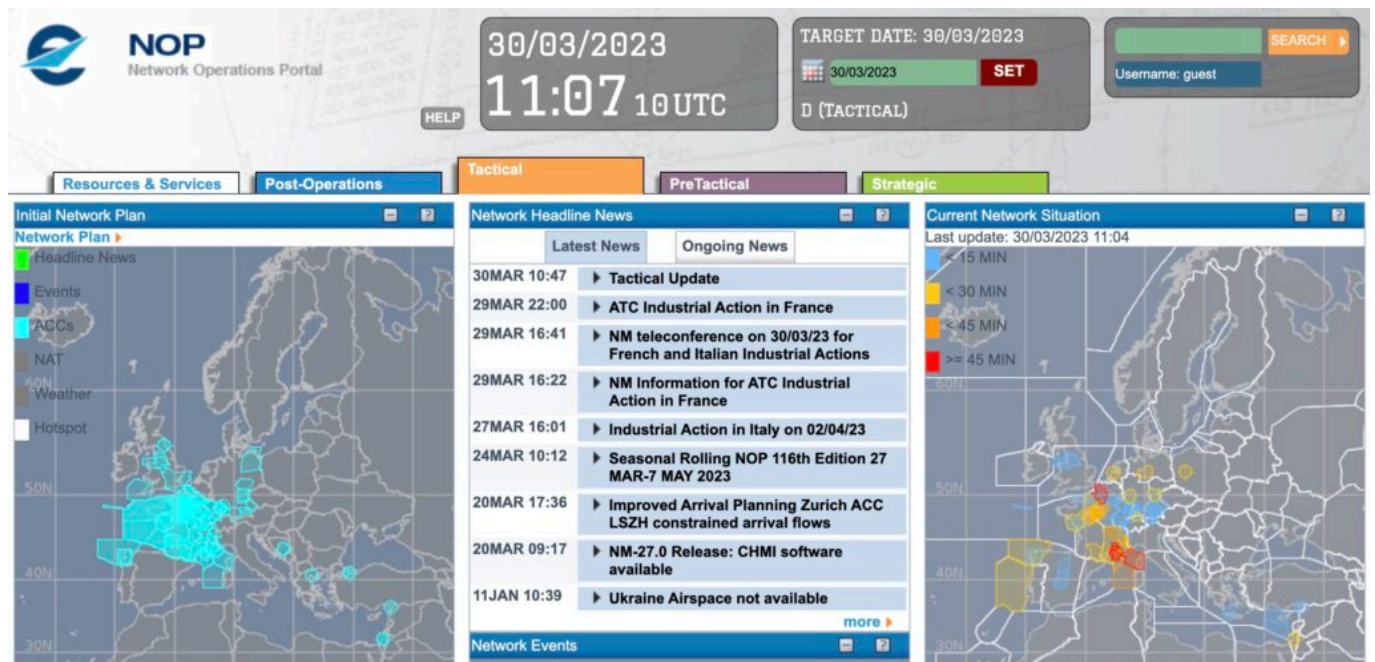 NOP
Network Operations Portal
HELP
30/03/2023
11:07 10 UTC
TARGET DATE: 30/03/2023
30/03/2023
SET
D (TACTICAL)
SEARCH
Username: guest
Resources & Services
Post-Operations
Tactical
PreTactical
Strategic
Initial Network Plan
Network Plan
Headline News
Events
ACCs
NAT
60N
Weather
Hotspot
50N
40N
30N
Network Headline News
Latest News
Ongoing News
30MAR 10:47 Tactical Update
29MAR 22:00 ATC Industrial Action in France
29MAR 16:41 NM teleconference on 30/03/23 for
French and Italian Industrial Actions
29MAR 16:22 NM Information for ATC Industrial
Action in France
27MAR 16:01 Industrial Action in Italy on 02/04/23
24MAR 10:12 Seasonal Rolling NOP 116th Edition 27
MAR-7 MAY 2023
20MAR 17:36 Improved Arrival Planning Zurich ACC
LSZH constrained arrival flows
20MAR 09:17 NM-27.0 Release: CHMI software
available
11JAN 10:39 Ukraine Airspace not available
more
Network Events
Current Network Situation
Last update: 30/03/2023 11:04
< 15 MIN
< 30 MIN
< 45 MIN
>= 45 MIN
60N
50N
40N
30N